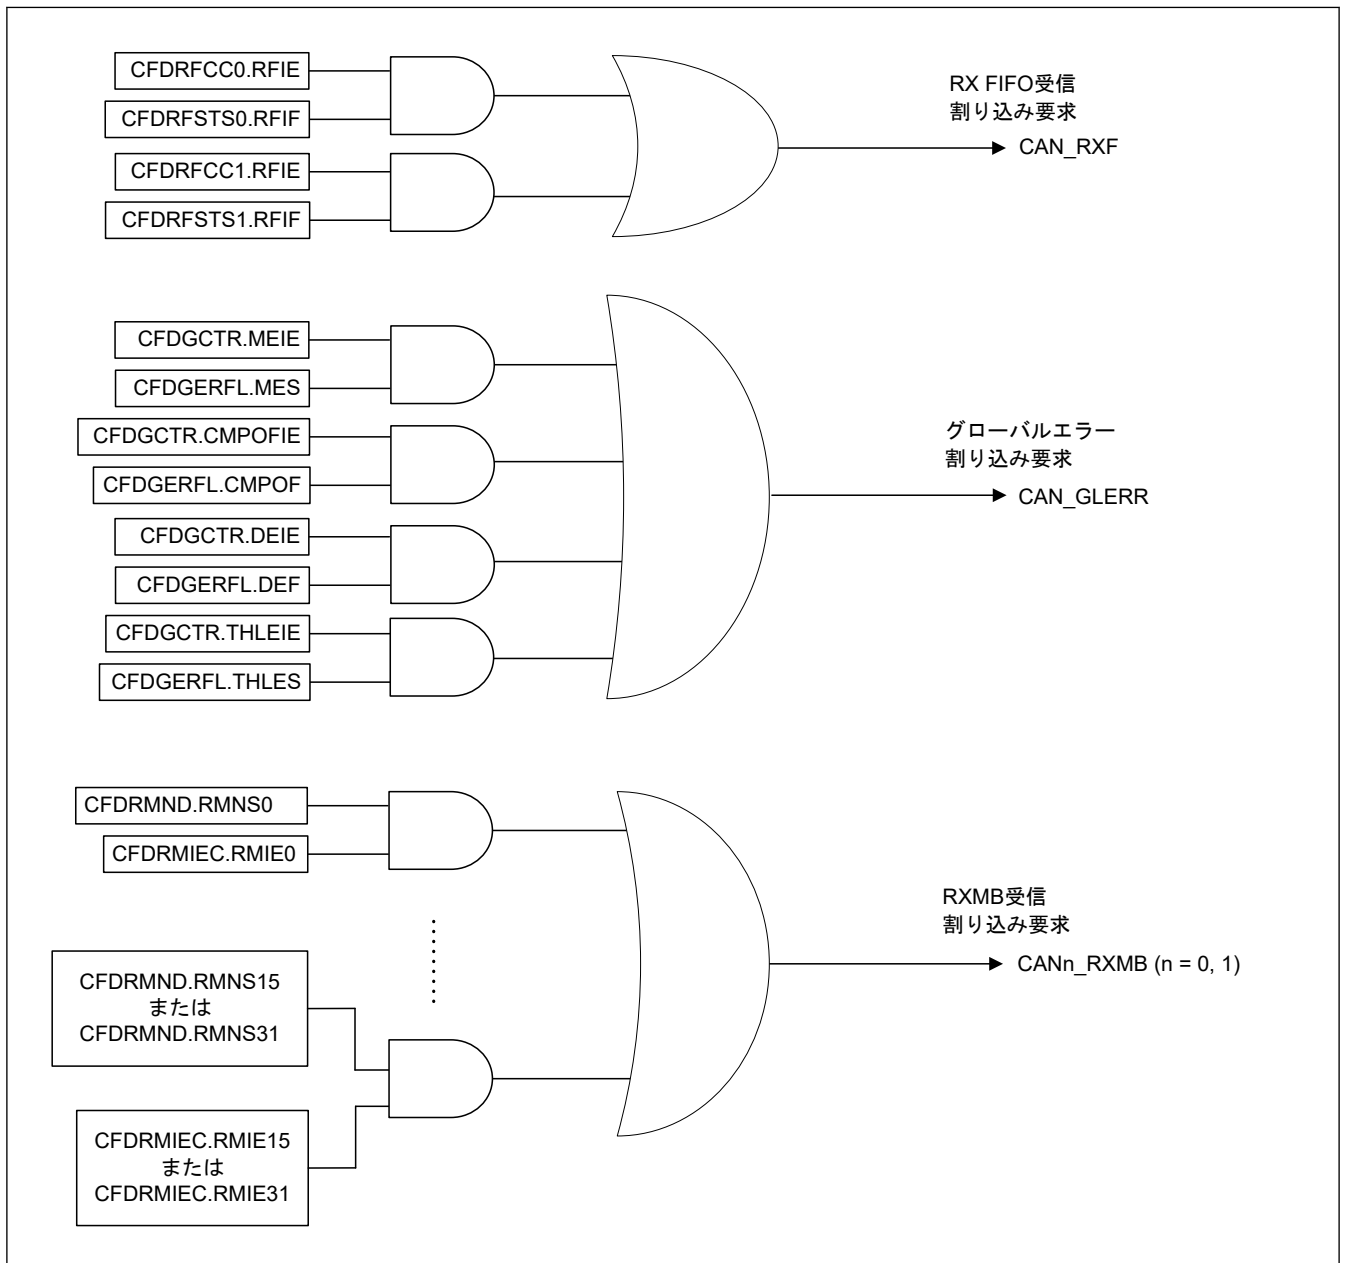 CFDRFCC0.RFIE
CFDRFSTS0.RFIF
CFDRFCC1.RFIE
CFDRFSTS1.RFIF
RX FIFO受信
割り込み要求
CAN_RXF
CFDGCTR.MEIE
CFDGERFL.MES
CFDGCTR.CMPOFIE
CFDGERFL.CMPOF
CFDGCTR.DEIE
CFDGERFL.DEF
CFDGCTR.THLEIE
CFDGERFL.THLES
グローバルエラー
割り込み要求
CAN_GLERR
CFDRMND.RMNS0
CFDRMIEC.RMIE0
CFDRMND.RMNS15
または
CFDRMND.RMNS31
CFDRMIEC.RMIE15
または
CFDRMIEC.RMIE31
RXMB受信
割り込み要求
CANn_RXMB (n = 0, 1)